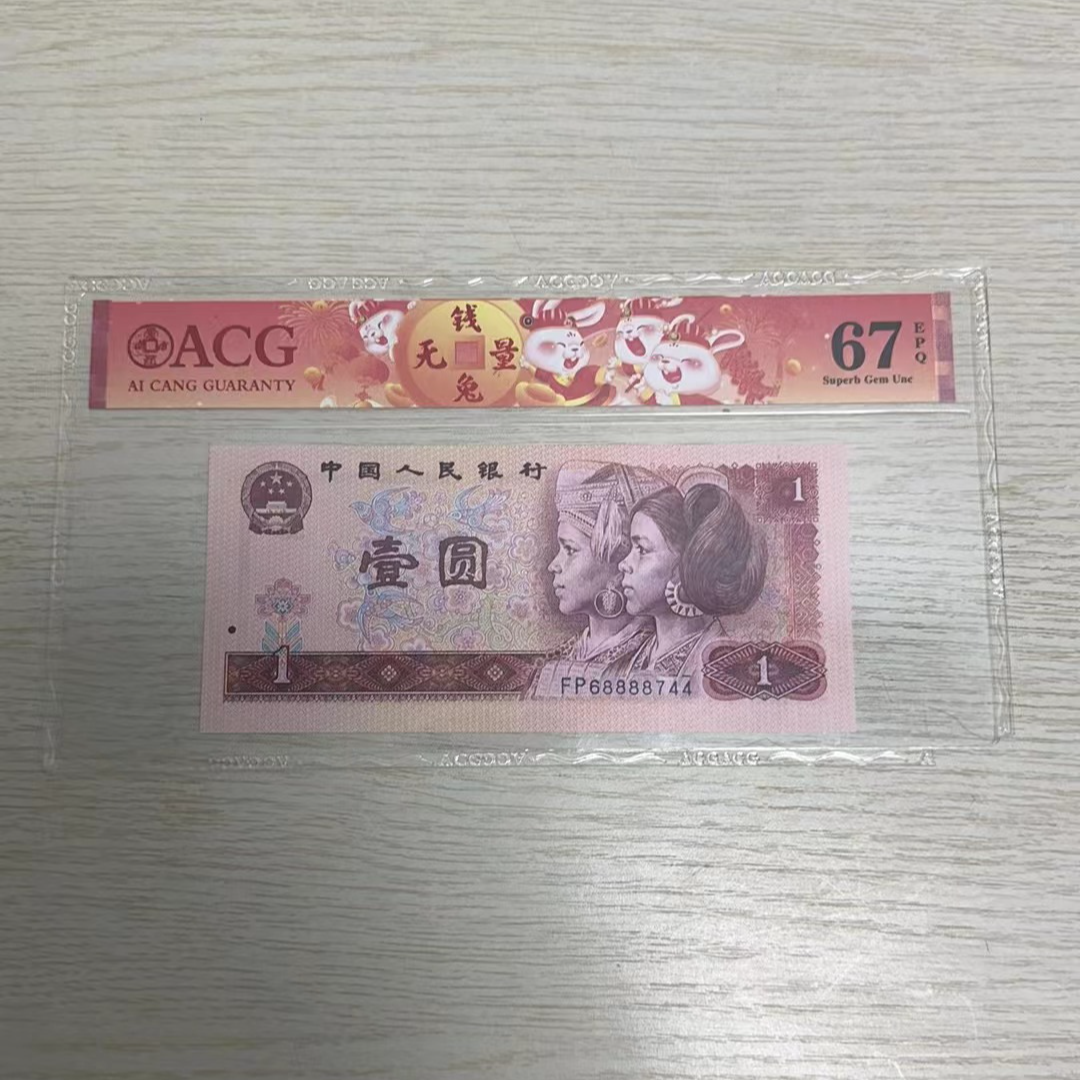 ACG
AI CANG GUARANTY
钱
无 量
兔
67
EPQ
Superb Gem Unc
中国人民银行
1
壹圆
1
FP68888744
1